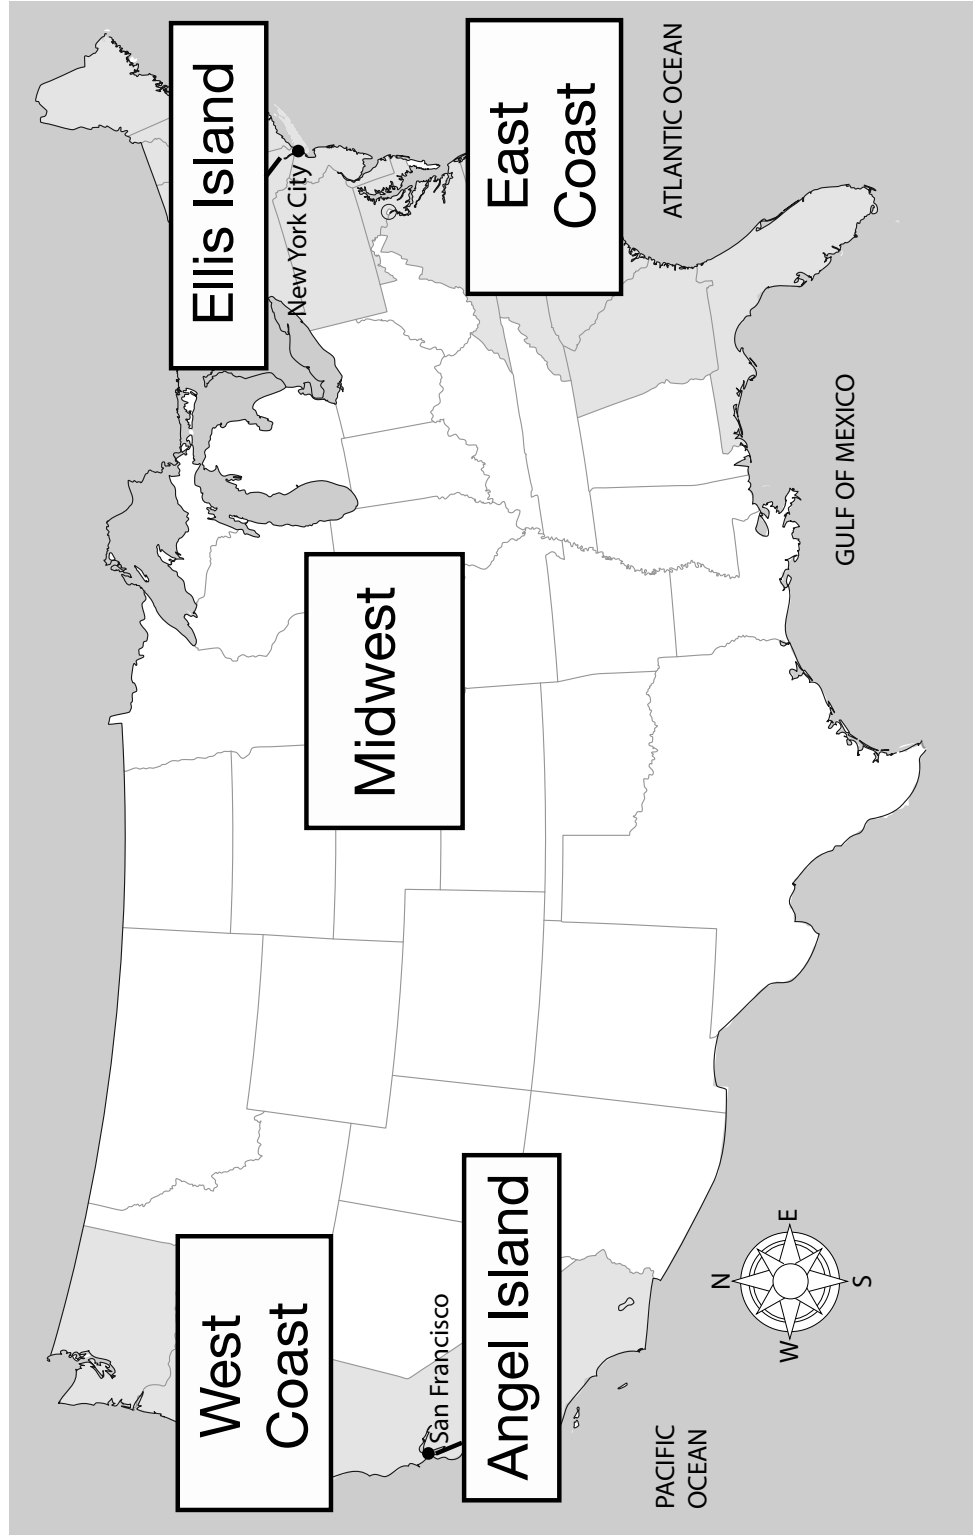 West
Coast
San Francisco
Angel Island
PACIFIC
OCEAN
N
W
E
S
Midwest
Ellis Island
New York City
East
Coast
ATLANTIC OCEAN
GULF OF MEXICO